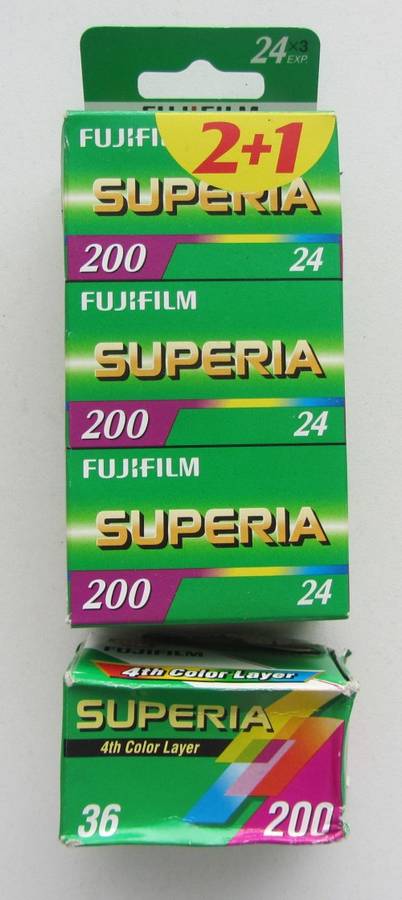 24×3
EXP.
FUJIFILM
FUJIFI
2+1
SUPERIA
200 24
FUJIFILM
SUPERIA
200 24
FUJIFILM
SUPERIA
200 24
FUJIFILM
4th Color Layer
SUPERIA
4th Color Layer
36 200